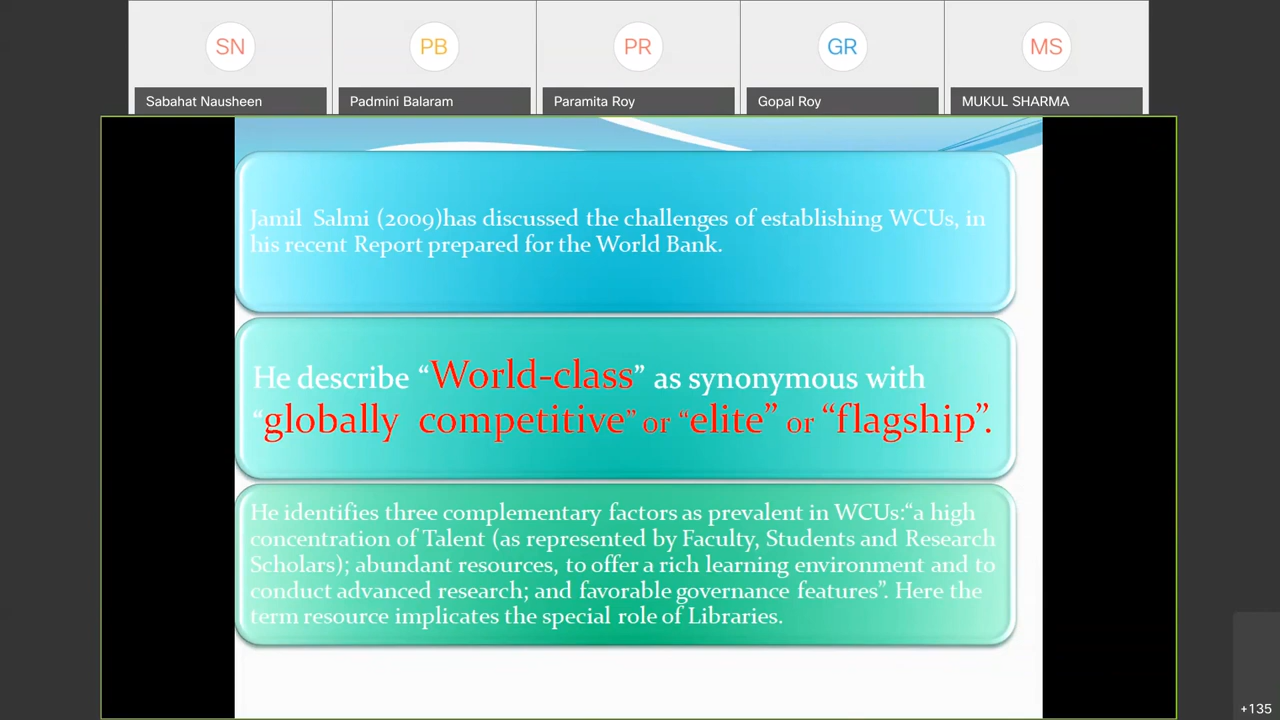 SN
PB
PR
GR
MS
Sabahat Nausheen
Padmini Balaram
Paramita Roy
Gopal Roy
MUKUL SHARMA
Jamil Salmi (2009)has discussed the challenges of establishing WCUs, in
his recent Report prepared for the World Bank.
He describe “World-class” as synonymous with
“globally competitive” or “elite” or “flagship”.
He identifies three complementary factors as prevalent in WCUs:“a high
concentration of Talent (as represented by Faculty, Students and Research
Scholars); abundant resources, to offer a rich learning environment and to
conduct advanced research; and favorable governance features”. Here the
term resource implicates the special role of Libraries.
+135